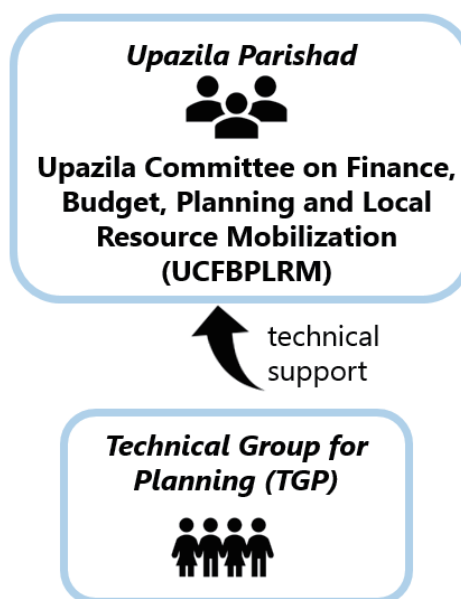 Upazila Parishad
Upazila Committee on Finance,
Budget, Planning and Local
Resource Mobilization
(UCFBPLRM)
technical
support
Technical Group for
Planning (TGP)